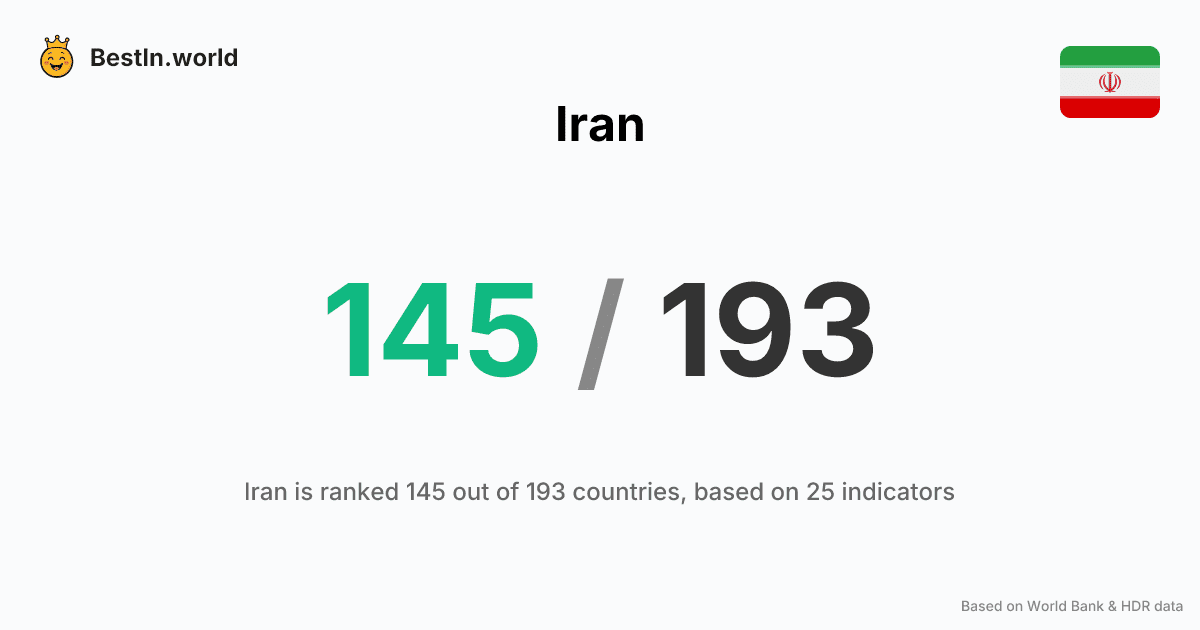 BestIn.world
Iran
145 / 193
Iran is ranked 145 out of 193 countries, based on 25 indicators
Based on World Bank & HDR data